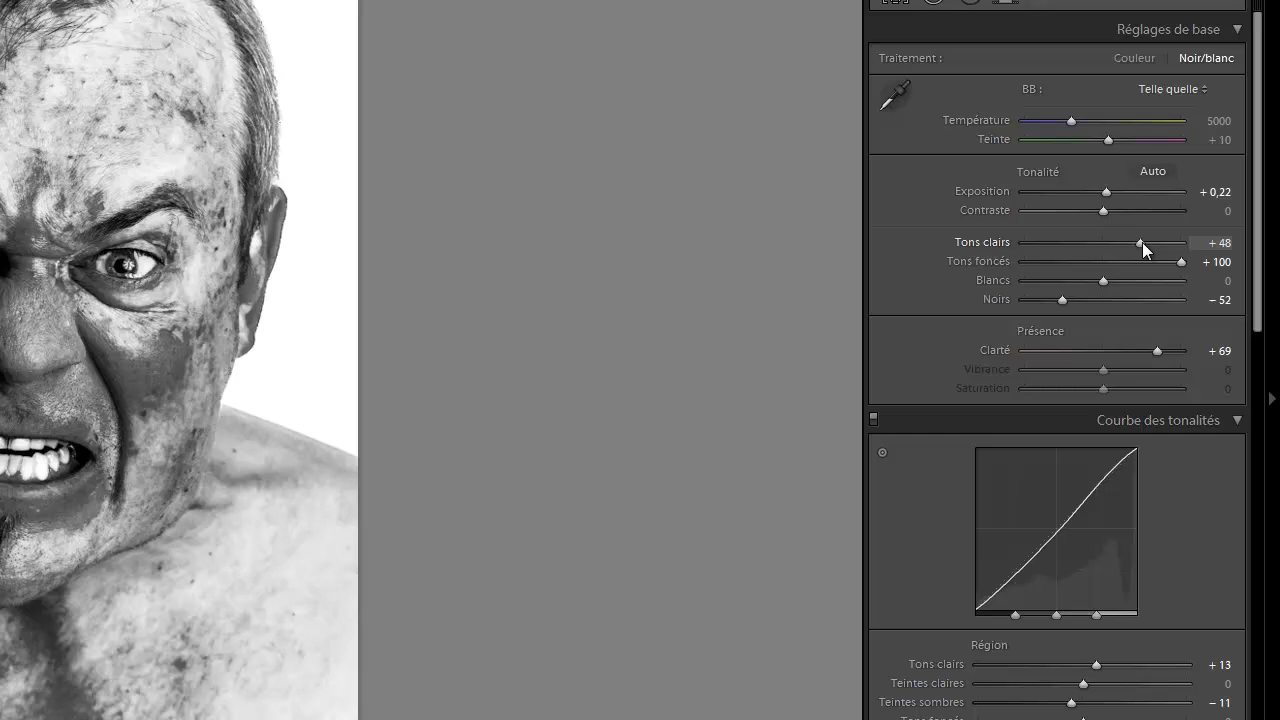 Réglages de base
Traitement : Couleur Noir/blanc
BB : Telle quelle
Température 5000
Teinte + 10
Tonalité Auto
Exposition + 0,22
Contraste 0
Tons clairs + 48
Tons foncés + 100
Blancs 0
Noirs − 52
Présence
Clarté + 69
Vibrance 0
Saturation 0
Courbe des tonalités
Région
Tons clairs + 13
Teintes claires 0
Teintes sombres − 11